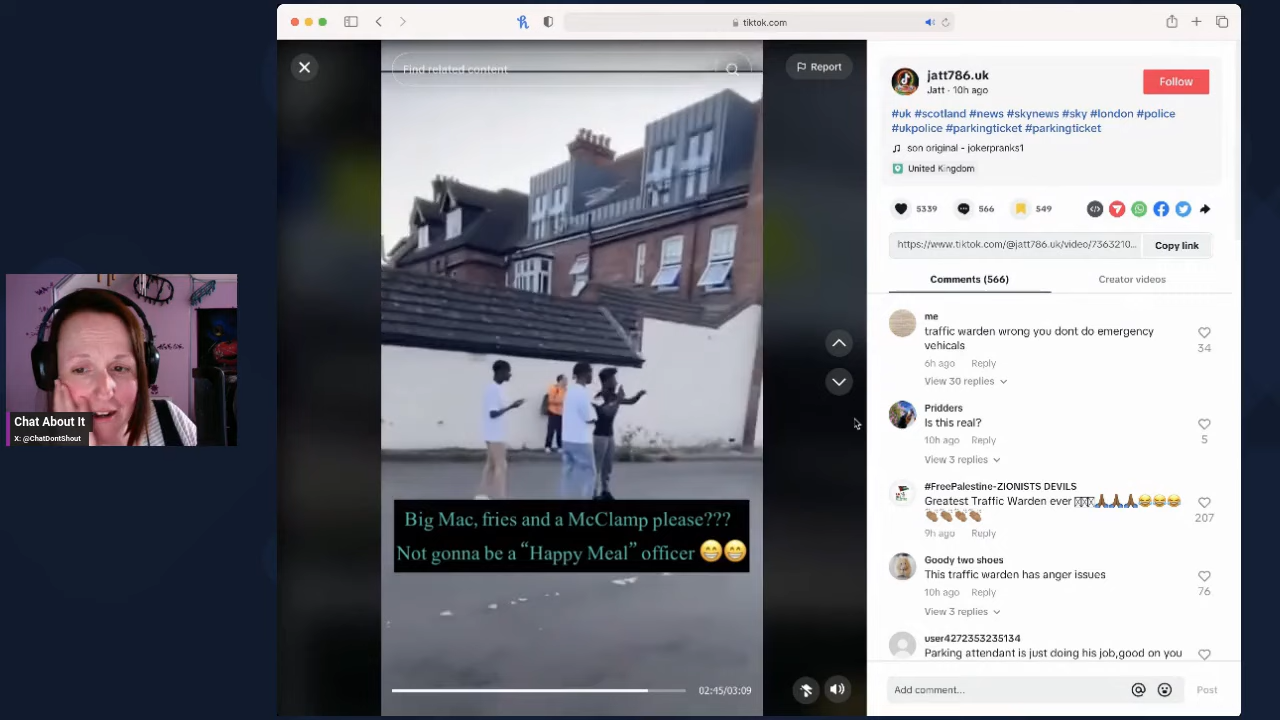 tiktok.com
Find related content
Report
jatt786.uk
Jatt · 10h ago
Follow
#uk #scotland #news #skynews #sky #london #police
#ukpolice #parkingticket #parkingticket
son original - jokerpranks1
United Kingdom
5339
566
549
https://www.tiktok.com/@jatt786.uk/video/7363210...
Copy link
Comments (566)
Creator videos
me
traffic warden wrong you dont do emergency
vehicals
34
6h ago Reply
View 30 replies
Pridders
Is this real?
5
10h ago Reply
View 3 replies
#FreePalestine-ZIONISTS DEVILS
Greatest Traffic Warden ever
207
9h ago Reply
Goody two shoes
This traffic warden has anger issues
76
10h ago Reply
View 3 replies
user4272353235134
Parking attendant is just doing his job,good on you
Add comment...
Post
Big Mac, fries and a McClamp please???
Not gonna be a “Happy Meal” officer 😁😁
02:45/03:09
Chat About It
X: @ChatDontShout